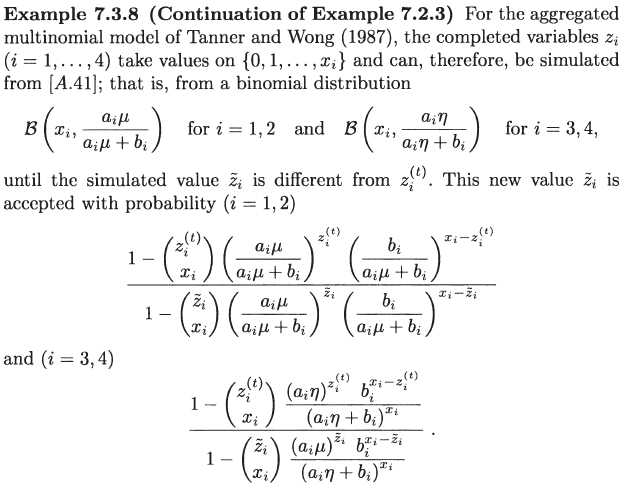 Example 7.3.8 (Continuation of Example 7.2.3) For the aggregated
multinomial model of Tanner and Wong (1987), the completed variables $z_i$
$(i = 1, \ldots, 4)$ take values on $\{0, 1, \ldots, x_i\}$ and can, therefore, be simulated
from [A.41]; that is, from a binomial distribution
$\mathcal{B}\left(x_i, \frac{a_i\mu}{a_i\mu + b_i}\right)$ for $i = 1, 2$ and $\mathcal{B}\left(x_i, \frac{a_i\eta}{a_i\eta + b_i}\right)$ for $i = 3, 4,$
until the simulated value $\tilde{z}_i$ is different from $z_i^{(t)}$. This new value $\tilde{z}_i$ is
accepted with probability $(i = 1, 2)$
$\frac{1 - \binom{z_i^{(t)}}{x_i} \left(\frac{a_i\mu}{a_i\mu + b_i}\right)^{z_i^{(t)}} \left(\frac{b_i}{a_i\mu + b_i}\right)^{x_i - z_i^{(t)}}}{1 - \binom{\tilde{z}_i}{x_i} \left(\frac{a_i\mu}{a_i\mu + b_i}\right)^{\tilde{z}_i} \left(\frac{b_i}{a_i\mu + b_i}\right)^{x_i - \tilde{z}_i}}$
and $(i = 3, 4)$
$\frac{1 - \binom{z_i^{(t)}}{x_i} \frac{(a_i\eta)^{z_i^{(t)}} b_i^{x_i - z_i^{(t)}}}{(a_i\eta + b_i)^{x_i}}}{1 - \binom{\tilde{z}_i}{x_i} \frac{(a_i\mu)^{\tilde{z}_i} b_i^{x_i - \tilde{z}_i}}{(a_i\eta + b_i)^{x_i}}}.$